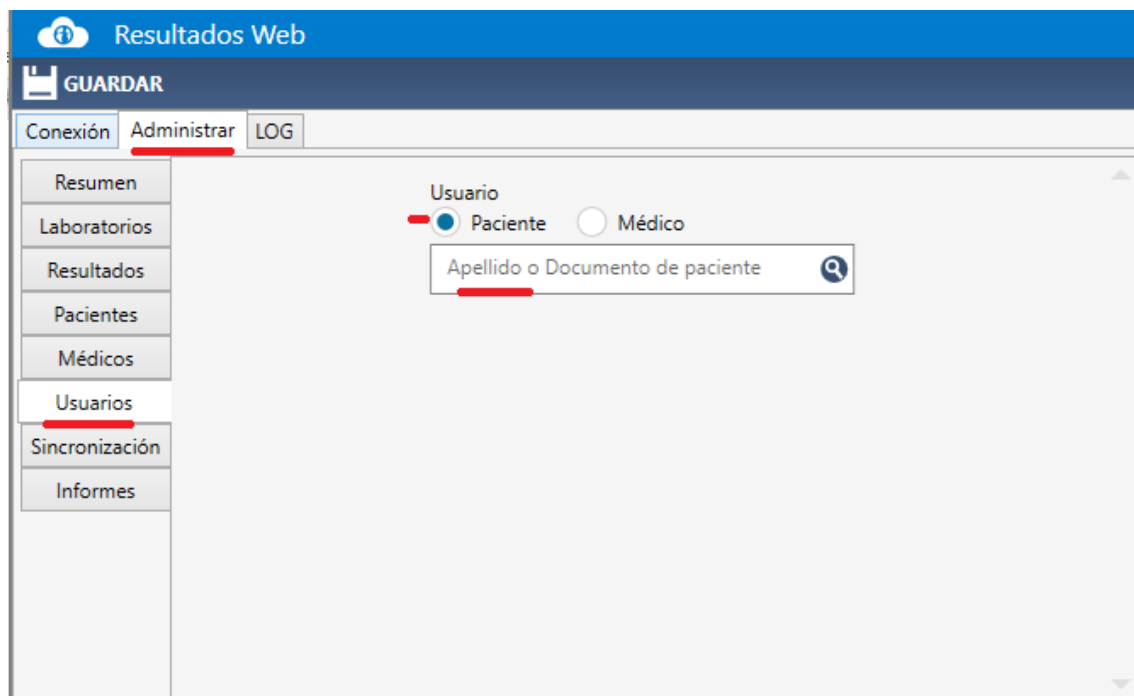 Resultados Web
GUARDAR
Conexión Administrar LOG
Resumen
Laboratorios
Resultados
Pacientes
Médicos
Usuarios
Sincronización
Informes
Usuario
Paciente Médico
Apellido o Documento de paciente